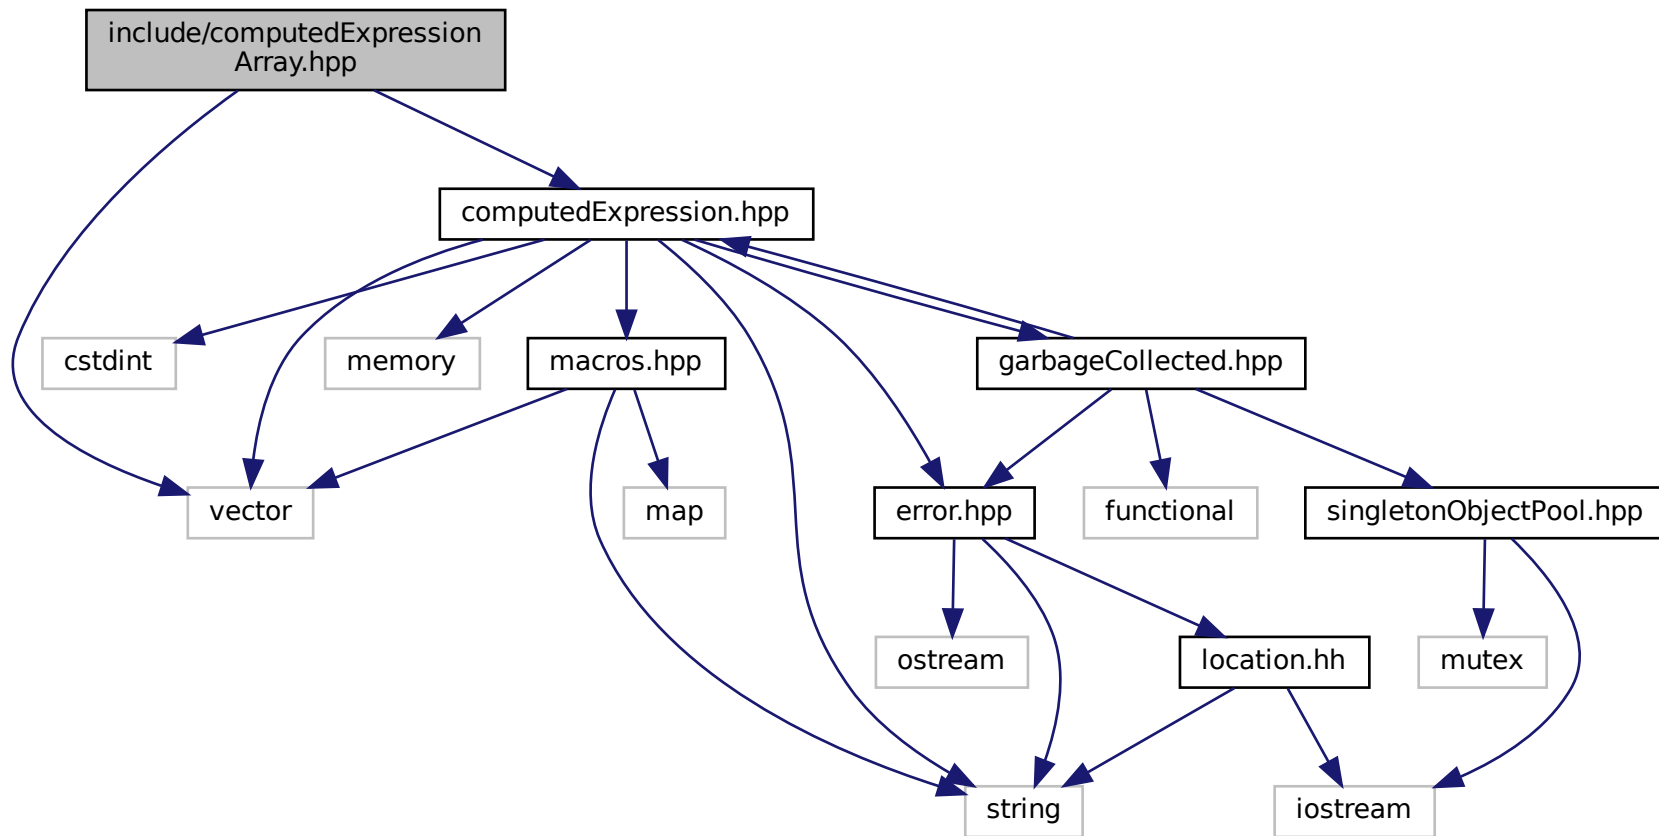 include/computedExpression
Array.hpp
computedExpression.hpp
cstdint
memory
macros.hpp
garbageCollected.hpp
vector
map
error.hpp
functional
singletonObjectPool.hpp
ostream
location.hh
mutex
string
iostream